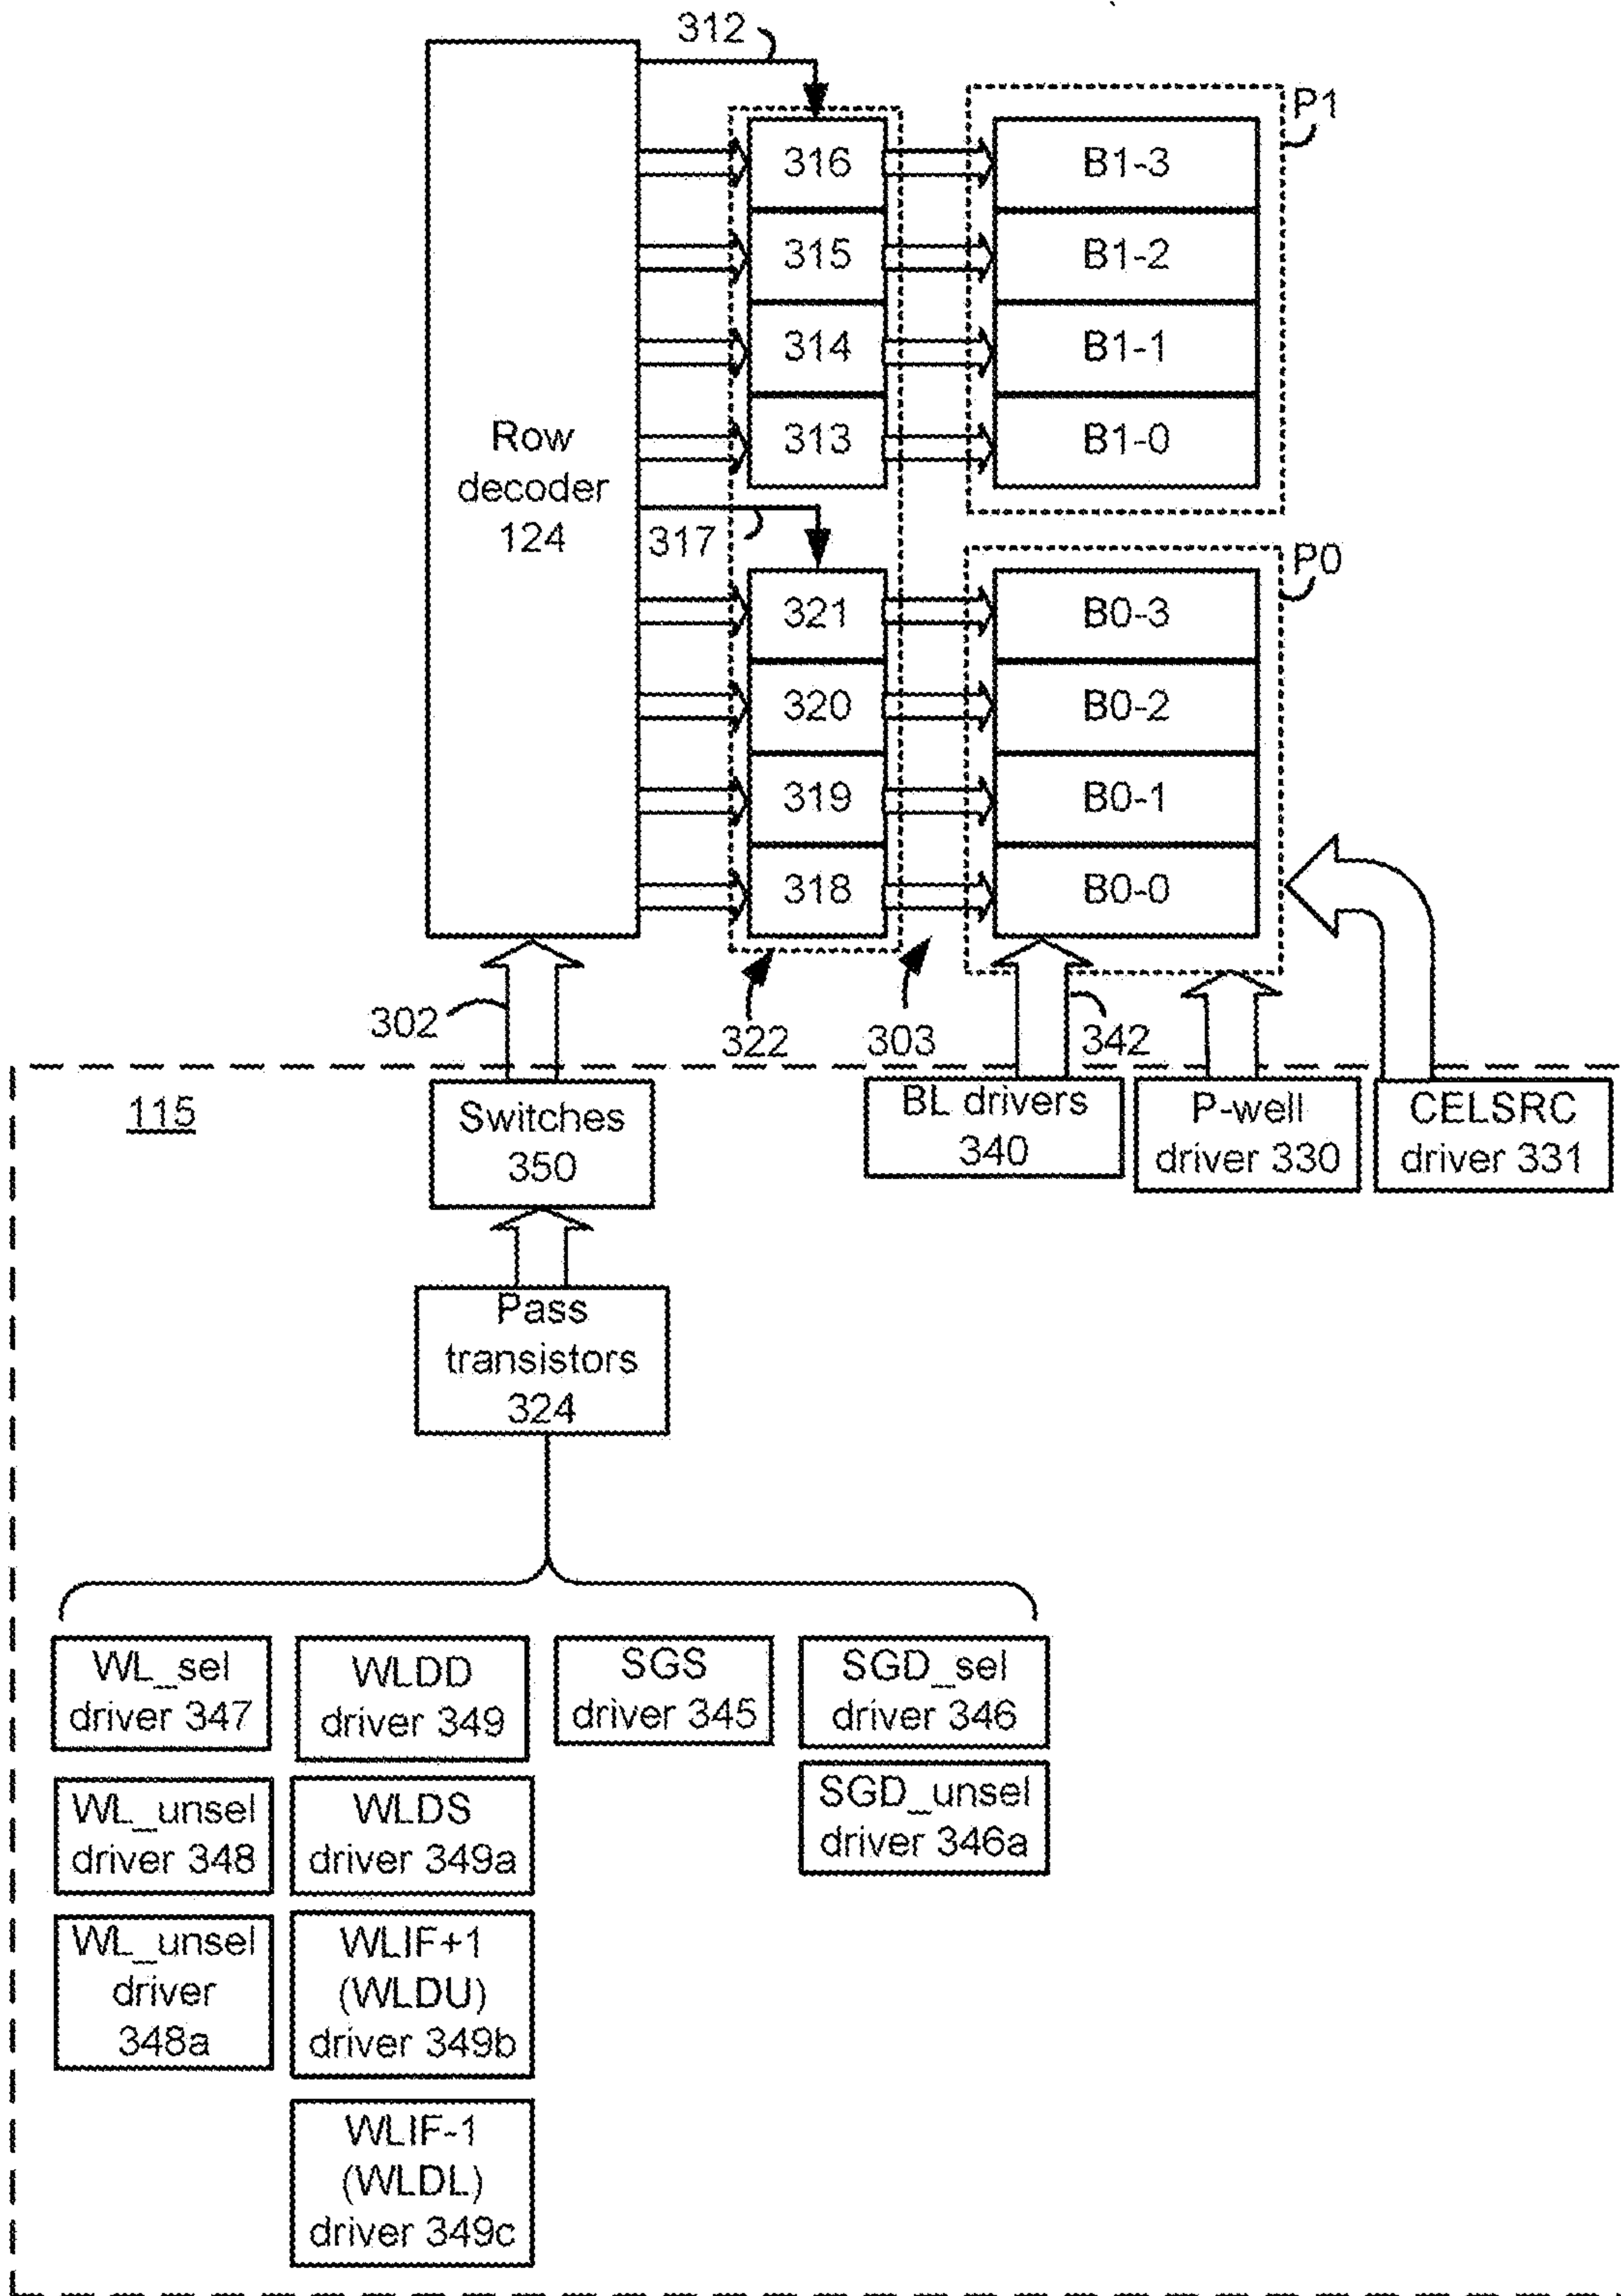 312
P1
316
B1-3
315
B1-2
314
B1-1
313
B1-0
Row
decoder
124
317
P0
321
B0-3
320
B0-2
319
B0-1
318
B0-0
302
322
303
342
115
Switches
350
BL drivers
340
P-well
driver 330
CELSRC
driver 331
Pass
transistors
324
WL_sel
driver 347
WLDD
driver 349
SGS
driver 345
SGD_sel
driver 346
WL_unsel
driver 348
WLDS
driver 349a
SGD_unsel
driver 346a
WL_unsel
driver
348a
WLIF+1
(WLDU)
driver 349b
WLIF-1
(WLDL)
driver 349c